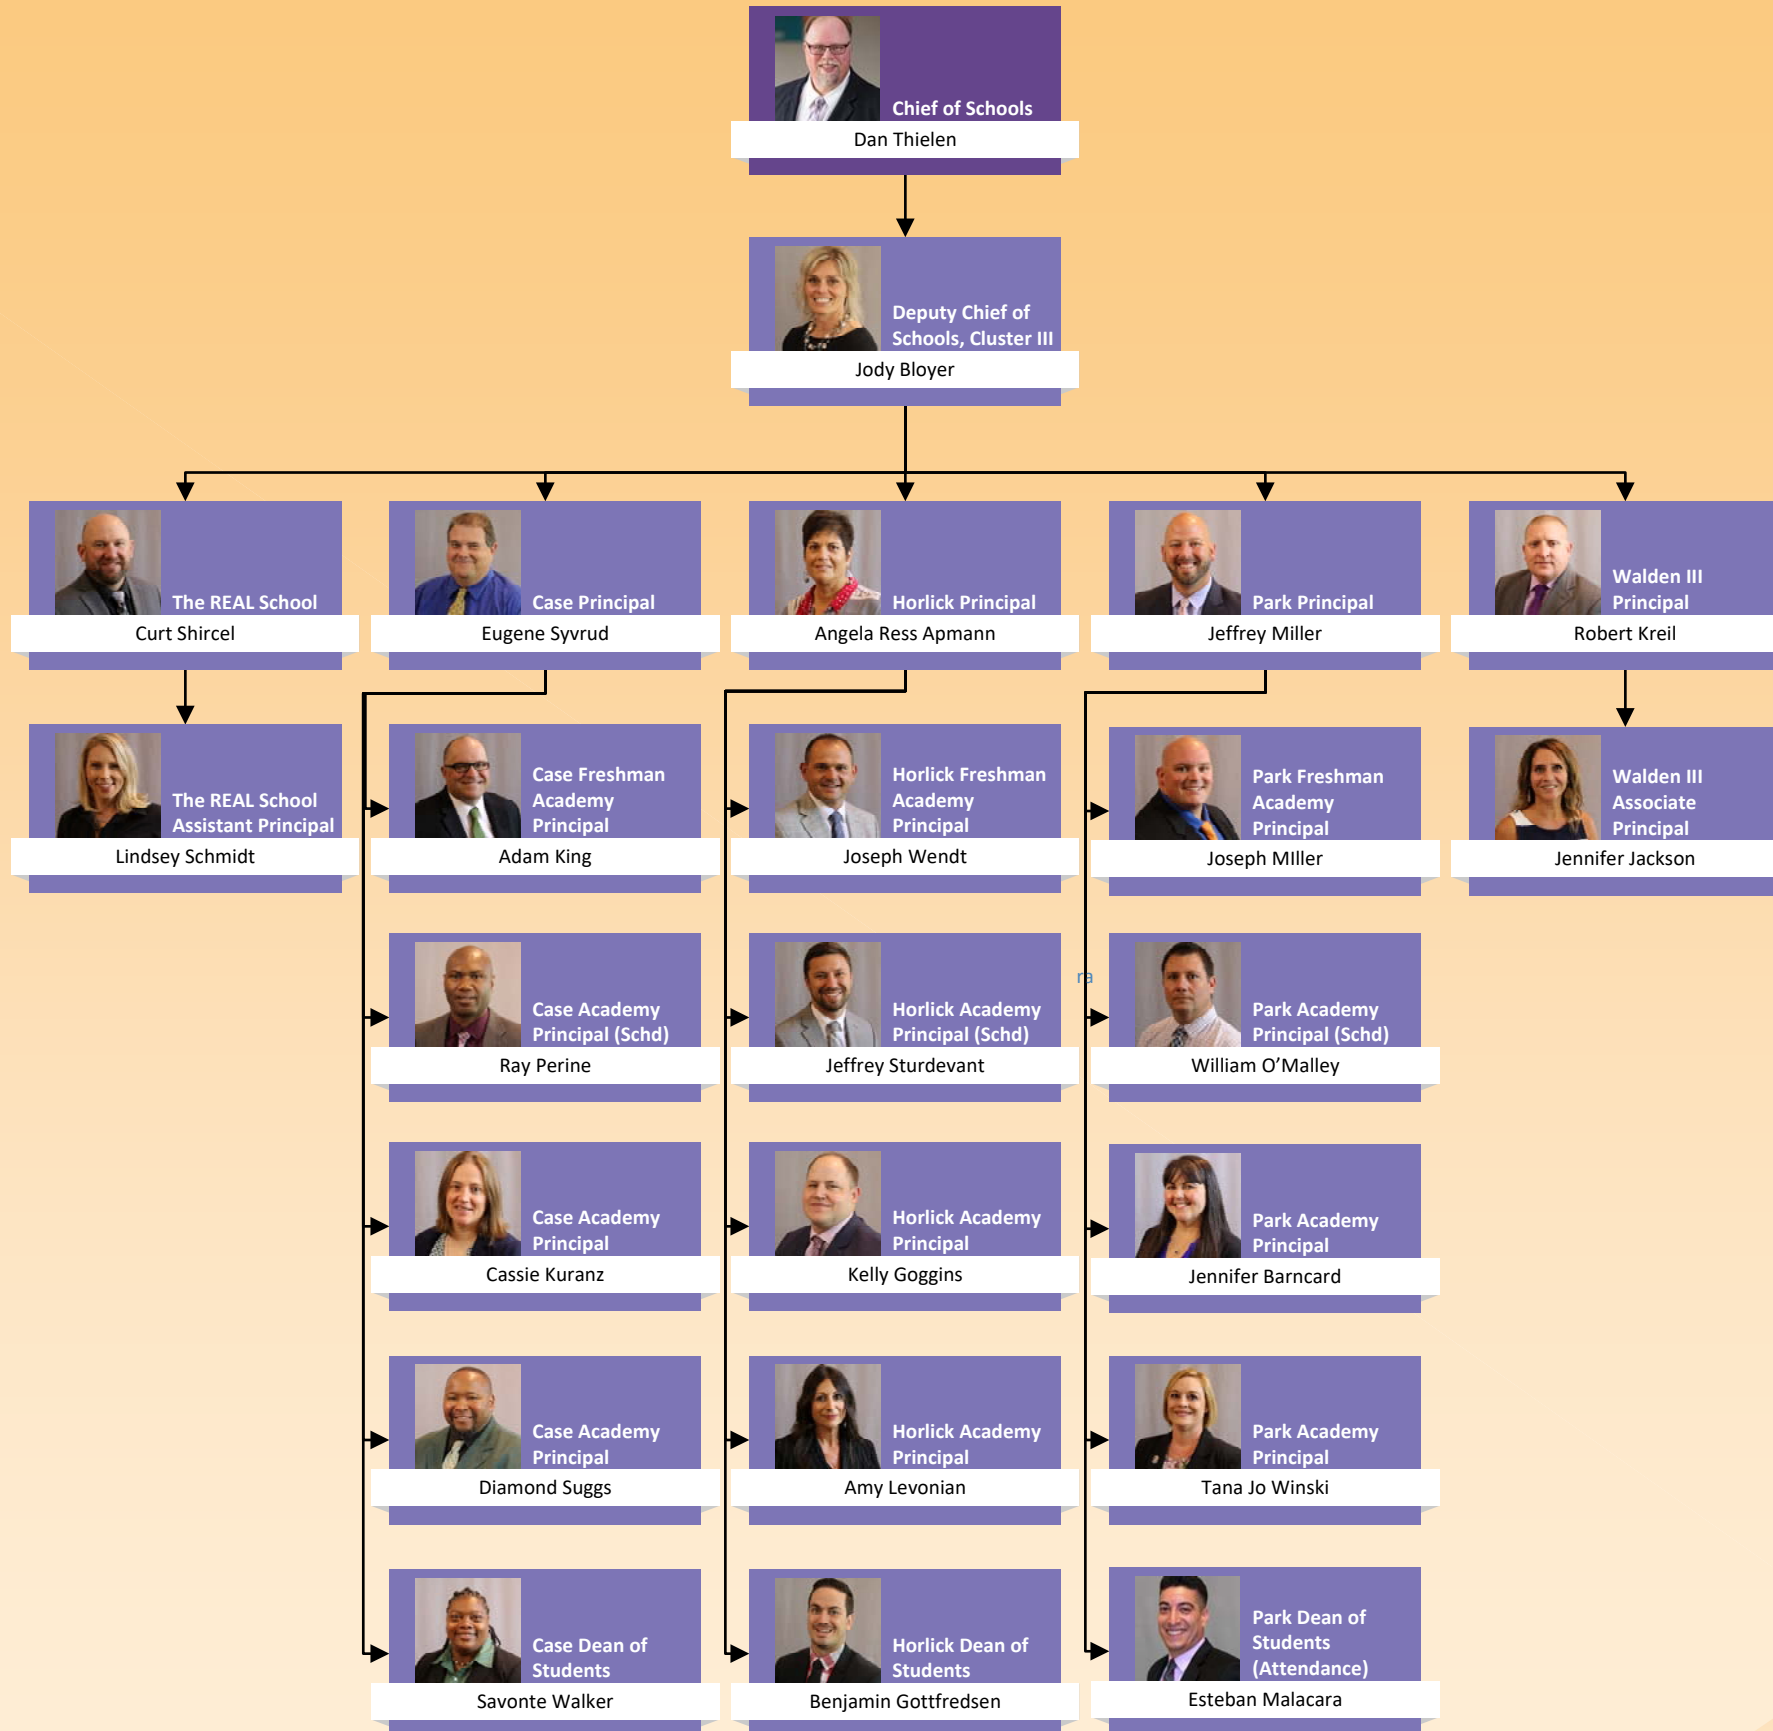 Chief of Schools
Dan Thielen
Deputy Chief of
Schools, Cluster III
Jody Bloyer
The REAL School
Curt Shircel
Case Principal
Eugene Syvrud
Horlick Principal
Angela Ress Apmann
Park Principal
Jeffrey Miller
Walden III
Principal
Robert Kreil
The REAL School
Assistant Principal
Lindsey Schmidt
Case Freshman
Academy
Principal
Adam King
Horlick Freshman
Academy
Principal
Joseph Wendt
Park Freshman
Academy
Principal
Joseph MIller
Walden III
Associate
Principal
Jennifer Jackson
Case Academy
Principal (Schd)
Ray Perine
Horlick Academy
Principal (Schd)
Jeffrey Sturdevant
ra
Park Academy
Principal (Schd)
William O’Malley
Case Academy
Principal
Cassie Kuranz
Horlick Academy
Principal
Kelly Goggins
Park Academy
Principal
Jennifer Barncard
Case Academy
Principal
Diamond Suggs
Horlick Academy
Principal
Amy Levonian
Park Academy
Principal
Tana Jo Winski
Case Dean of
Students
Savonte Walker
Horlick Dean of
Students
Benjamin Gottfredsen
Park Dean of
Students
(Attendance)
Esteban Malacara